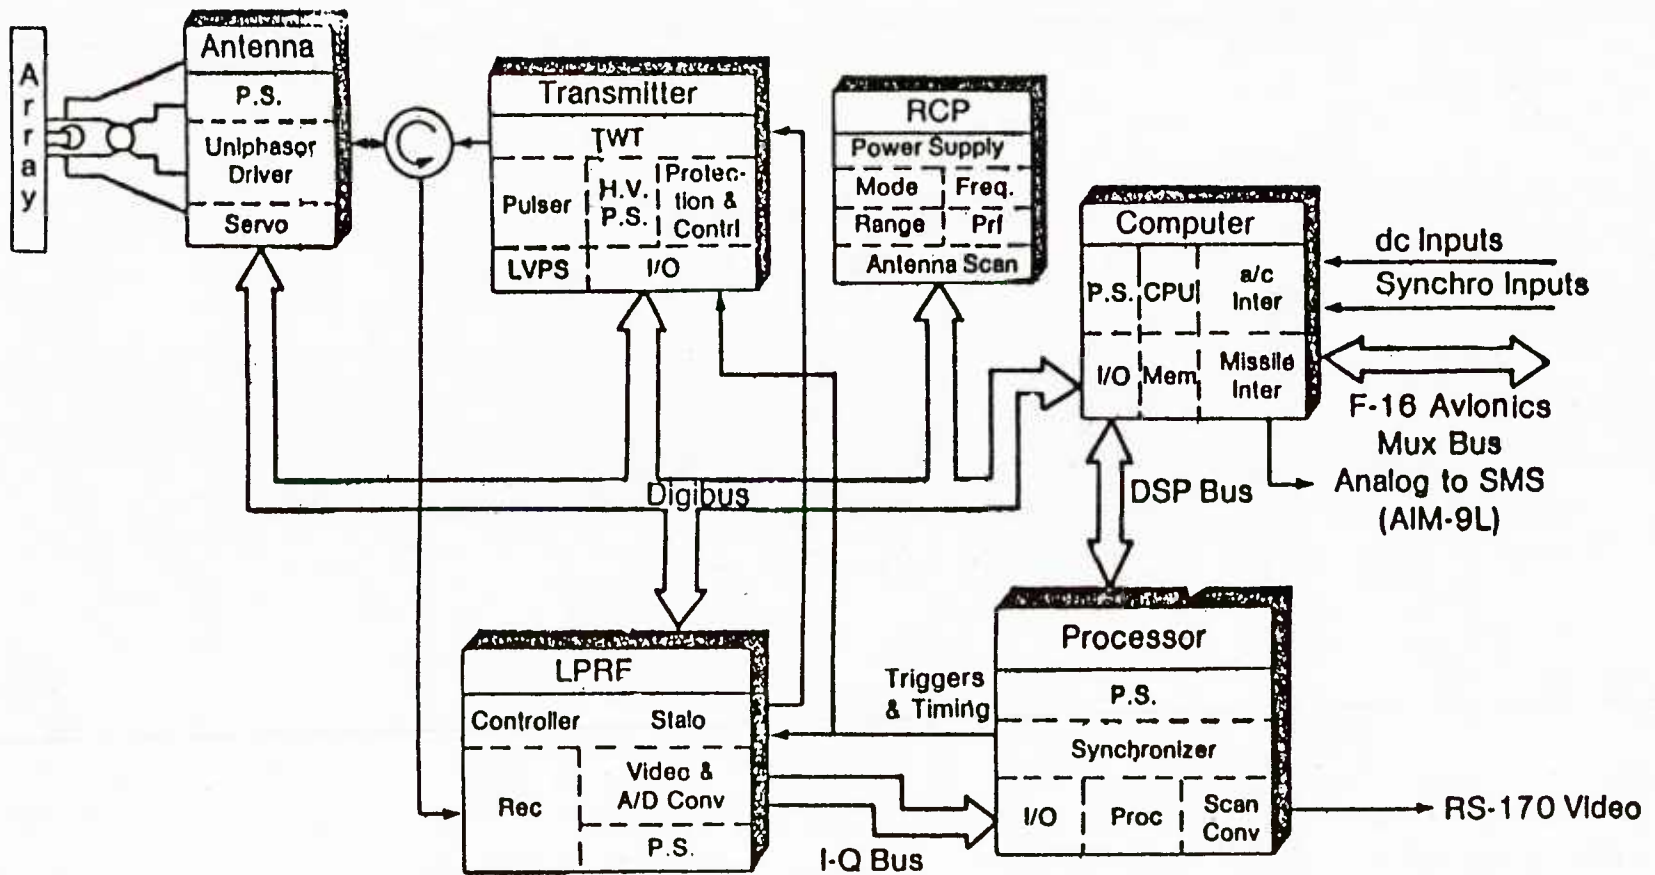 Array
Antenna
P.S.
Uniphasor
Driver
Servo
Transmitter
TWT
Pulser
H.V.
P.S.
Protec-
tion &
Contrl
LVPS
I/O
RCP
Power Supply
Mode
Freq.
Range
Prf
Antenna Scan
Computer
P.S.
CPU
a/c
Inter
I/O
Mem
Missile
Inter
dc Inputs
Synchro Inputs
F-16 Avionics
Mux Bus
Analog to SMS
(AIM-9L)
Digibus
DSP Bus
LPRF
Controller
Stalo
Rec
Video &
A/D Conv
P.S.
Triggers
& Timing
I-Q Bus
Processor
P.S.
Synchronizer
I/O
Proc
Scan
Conv
RS-170 Video